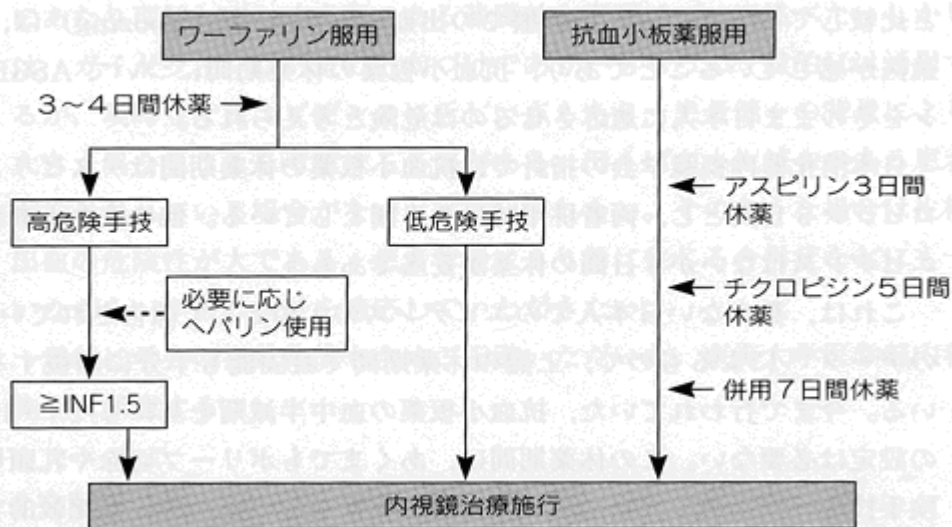 ワーファリン服用
抗血小板薬服用
3〜4日間休薬
高危険手技
低危険手技
アスピリン3日間
休薬
必要に応じ
ヘパリン使用
チクロピジン5日間
休薬
≧INF1.5
併用7日間休薬
内視鏡治療施行